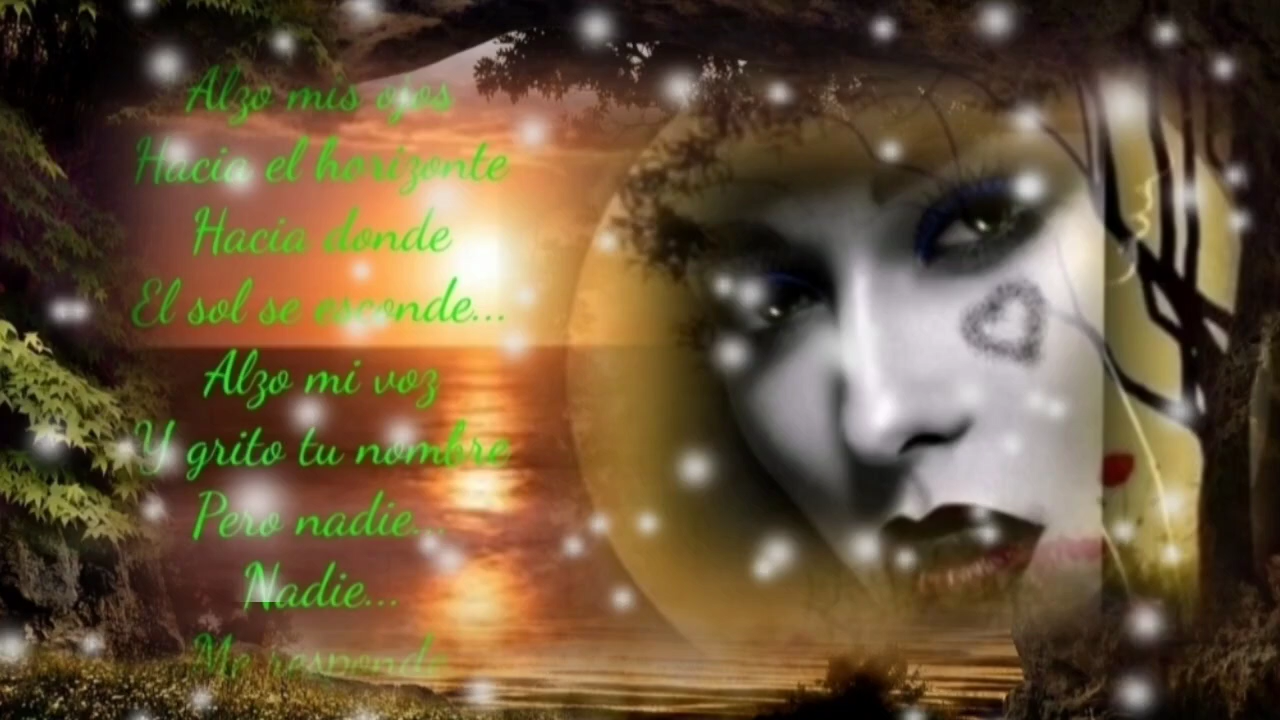 Alzo mis ojos
Hacia el horizonte
Hacia donde
El sol se esconde...
Alzo mi voz
Y grito tu nombre
Pero nadie...
Nadie...
Me responde